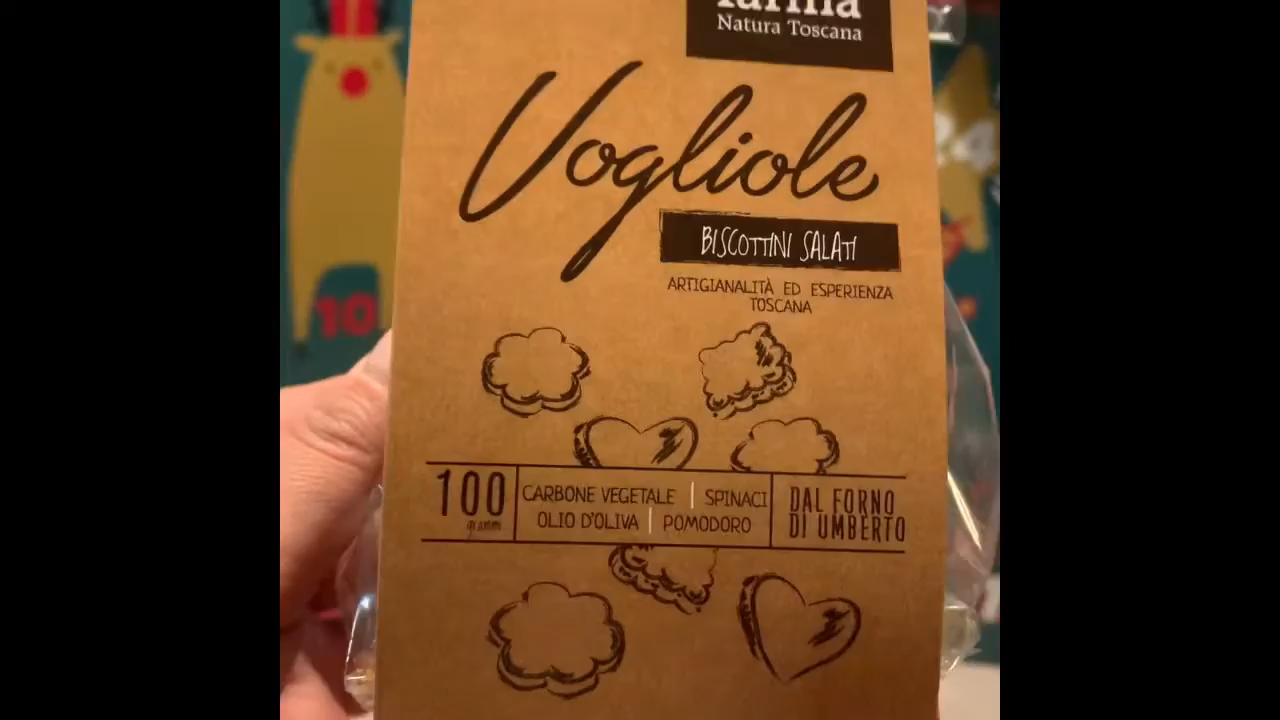 Natura Toscana
Vogliole
BISCOTTINI SALATI
ARTIGIANALITÀ ED ESPERIENZA
TOSCANA
100
grammi
CARBONE VEGETALE | SPINACI
OLIO D'OLIVA | POMODORO
DAL FORNO
DI UMBERTO
10